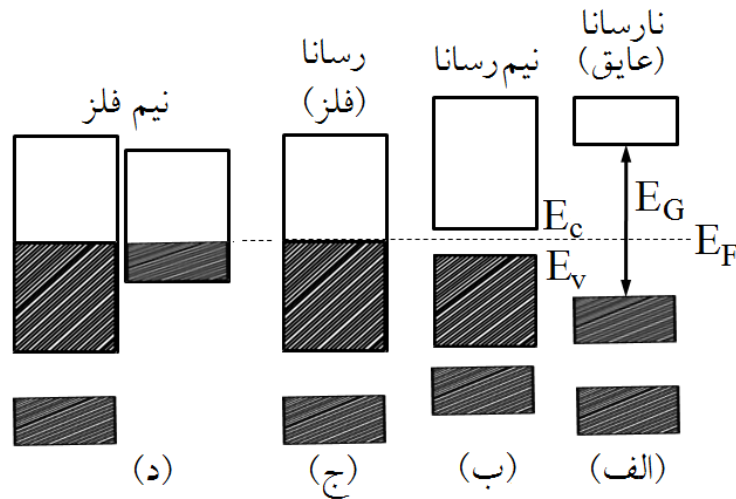 نارسانا
(عایق)
نیم رسانا
رسانا
(فلز)
نیم فلز
E_G
E_c
E_F
E_v
(الف)
(ب)
(ج)
(د)